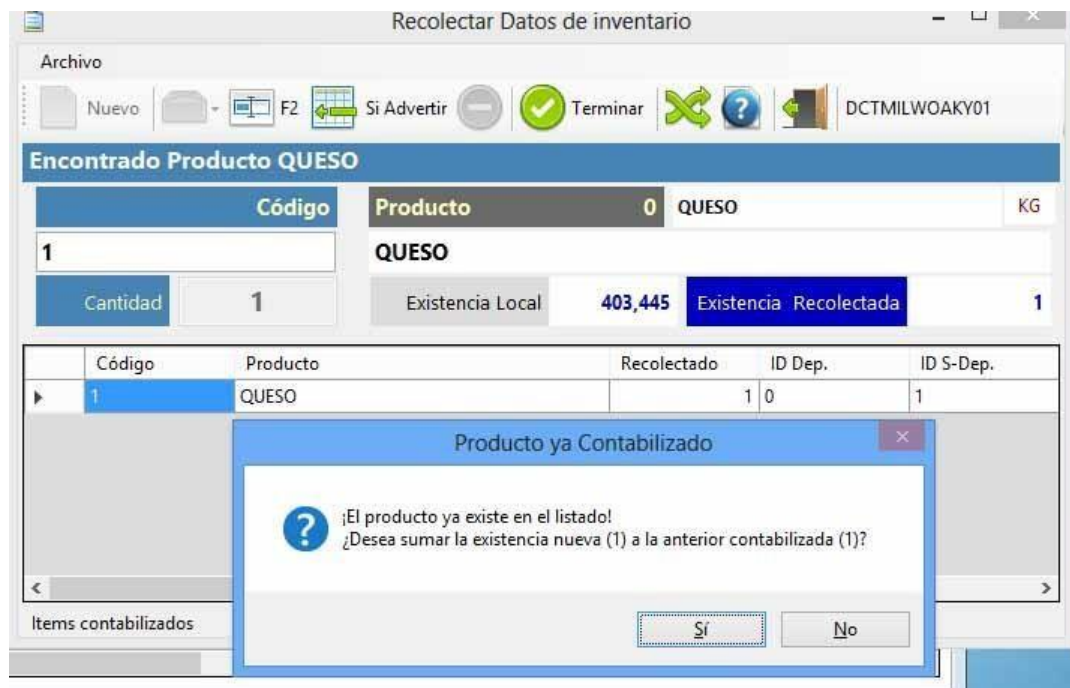 Recolectar Datos de inventario
Archivo
Nuevo F2 Si Advertir Terminar DCTMILWOAKY01
Encontrado Producto QUESO
Código Producto 0 QUESO KG
1 QUESO
Cantidad 1 Existencia Local 403,445 Existencia Recolectada 1
Código Producto Recolectado ID Dep. ID S-Dep.
1 QUESO 1 0 1
Producto ya Contabilizado
¡El producto ya existe en el listado!
¿Desea sumar la existencia nueva (1) a la anterior contabilizada (1)?
Items contabilizados
Sí No